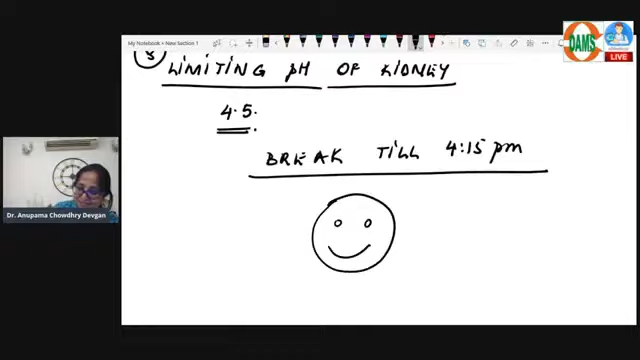 My Notebook > New Section 1
8
LIMITING pH OF KIDNEY
4.5.
BREAK TILL 4:15 pm
Dr. Anupama Chowdhry Devgan
DAMS
LIVE